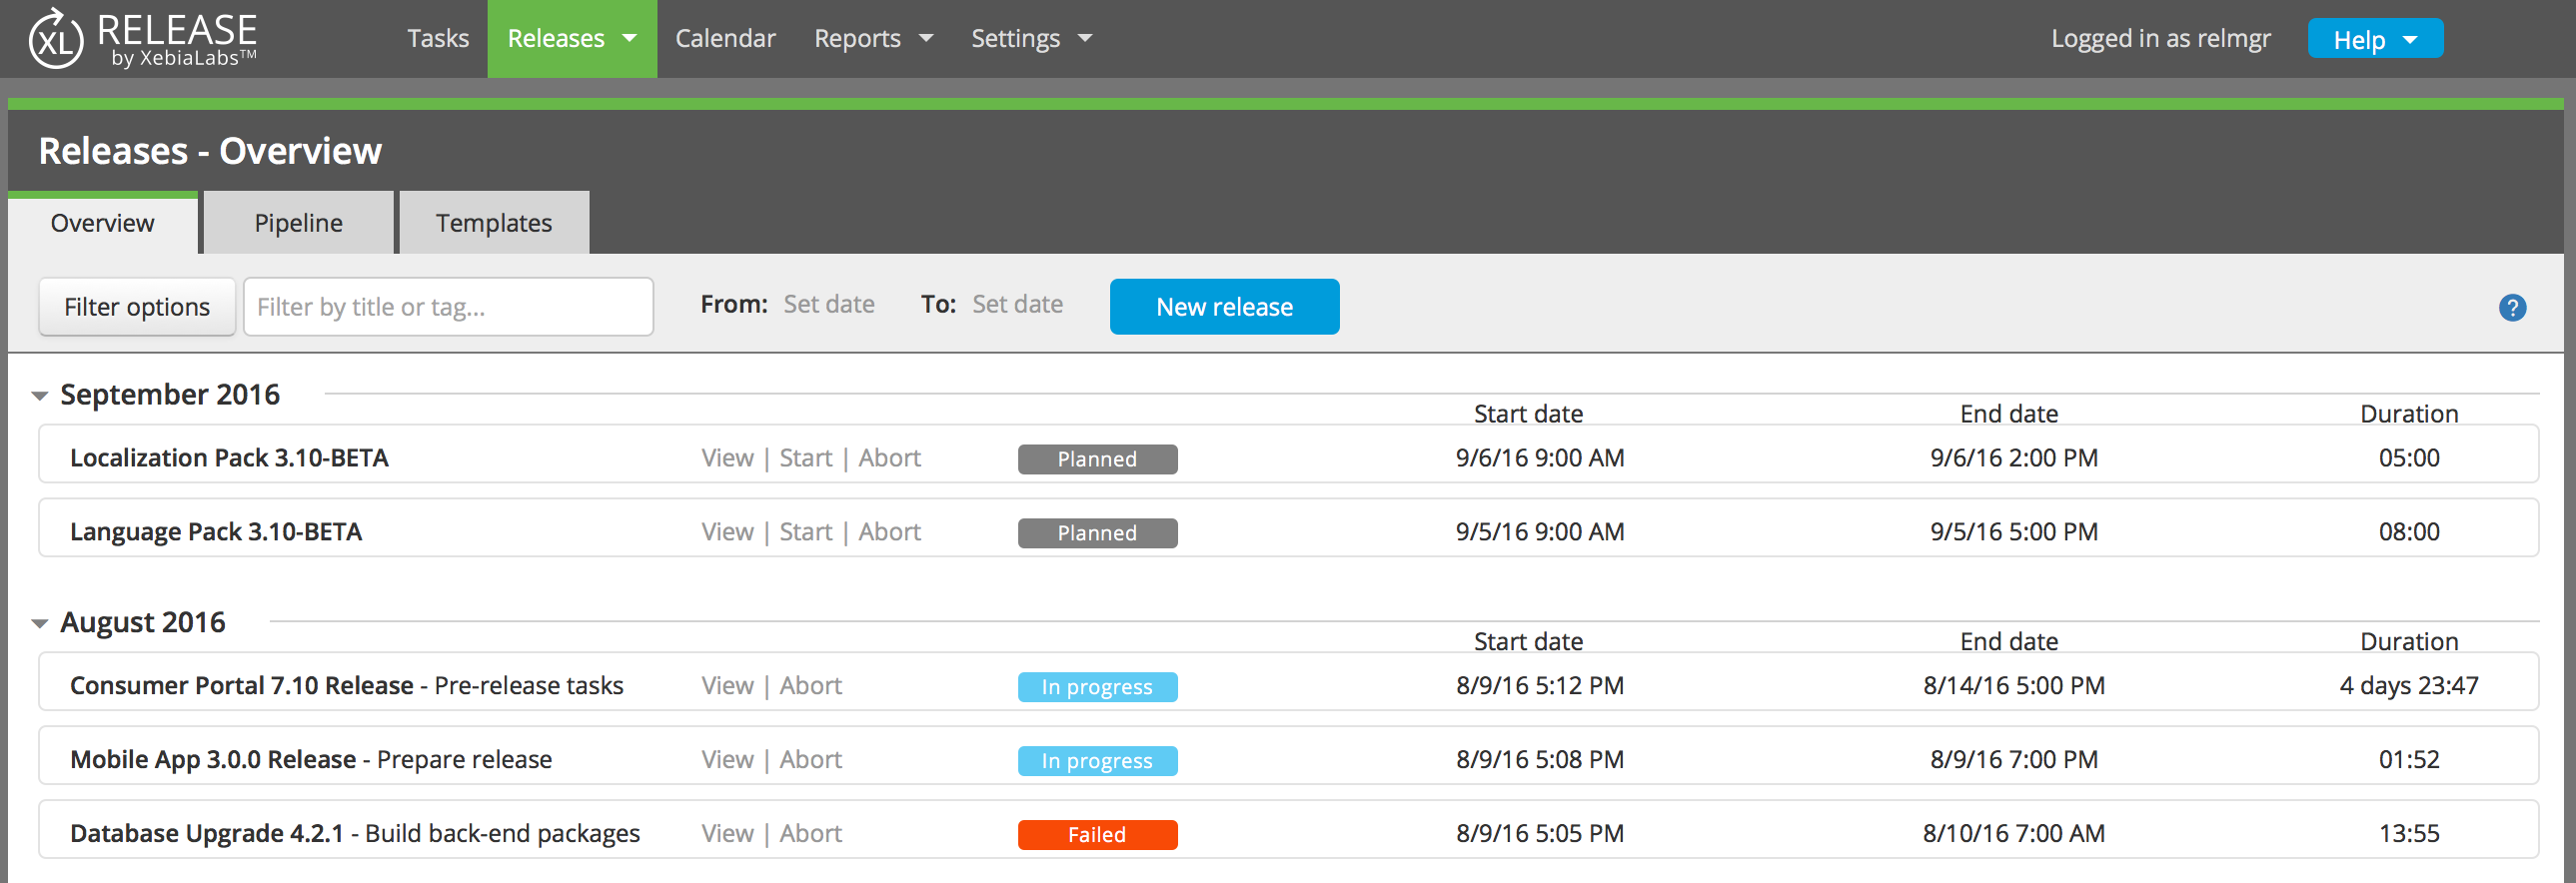 XL RELEASE
by XebiaLabs™
Tasks Releases Calendar Reports Settings Logged in as relmgr Help
Releases - Overview
Overview Pipeline Templates
Filter options Filter by title or tag... From: Set date To: Set date New release ?
September 2016
Start date End date Duration
Localization Pack 3.10-BETA View | Start | Abort Planned 9/6/16 9:00 AM 9/6/16 2:00 PM 05:00
Language Pack 3.10-BETA View | Start | Abort Planned 9/5/16 9:00 AM 9/5/16 5:00 PM 08:00
August 2016
Start date End date Duration
Consumer Portal 7.10 Release - Pre-release tasks View | Abort In progress 8/9/16 5:12 PM 8/14/16 5:00 PM 4 days 23:47
Mobile App 3.0.0 Release - Prepare release View | Abort In progress 8/9/16 5:08 PM 8/9/16 7:00 PM 01:52
Database Upgrade 4.2.1 - Build back-end packages View | Abort Failed 8/9/16 5:05 PM 8/10/16 7:00 AM 13:55